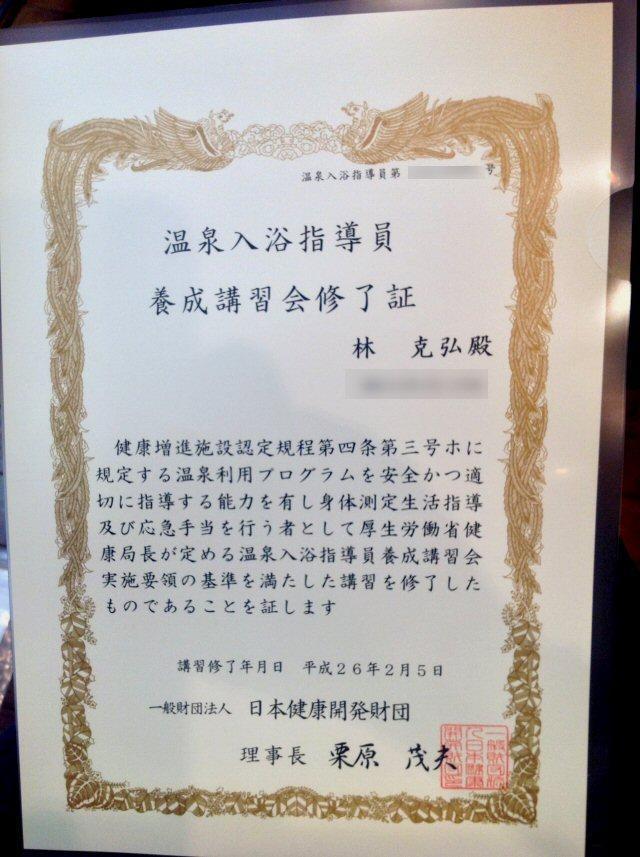 温泉入浴指導員第 号
温泉入浴指導員
養成講習会修了証
林 克弘殿
健康増進施設認定規程第四条第三号ホに
規定する温泉利用プログラムを安全かつ適
切に指導する能力を有し身体測定生活指導
及び応急手当を行う者として厚生労働省健
康局長が定める温泉入浴指導員養成講習会
実施要領の基準を満たした講習を修了した
ものであることを証します
講習修了年月日 平成26年2月5日
一般財団法人 日本健康開発財団
理事長 栗原 茂夫